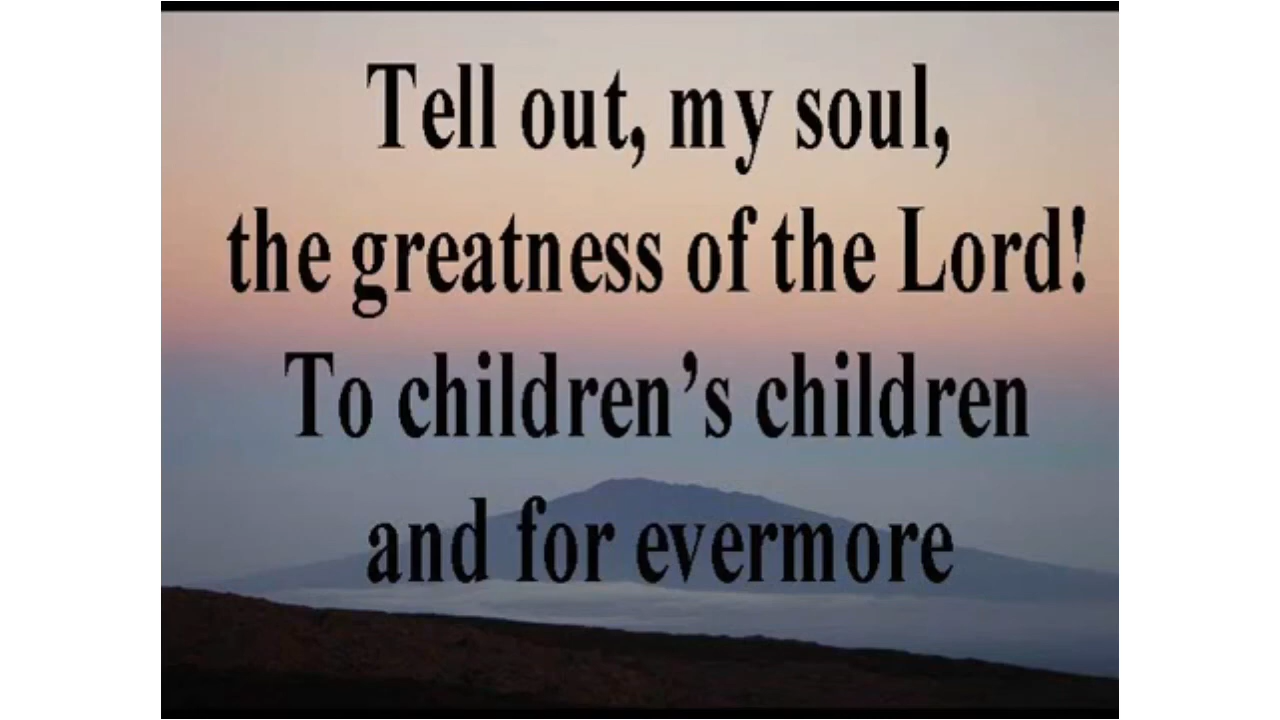 Tell out, my soul,
the greatness of the Lord!
To children’s children
and for evermore